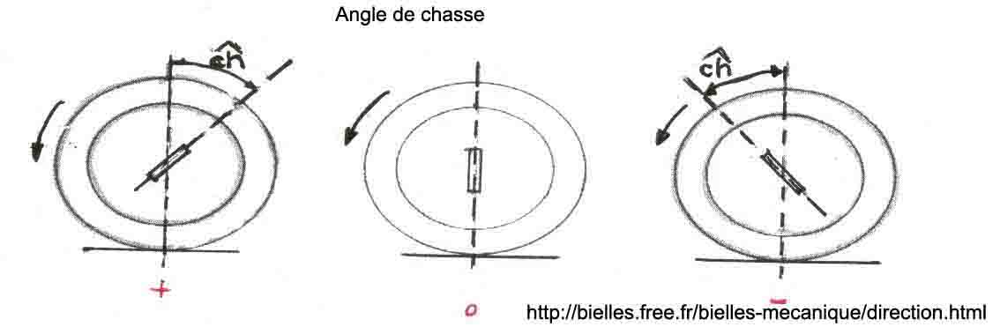 Angle de chasse
ch
ch
+
o
-
http://bielles.free.fr/bielles-mecanique/direction.html